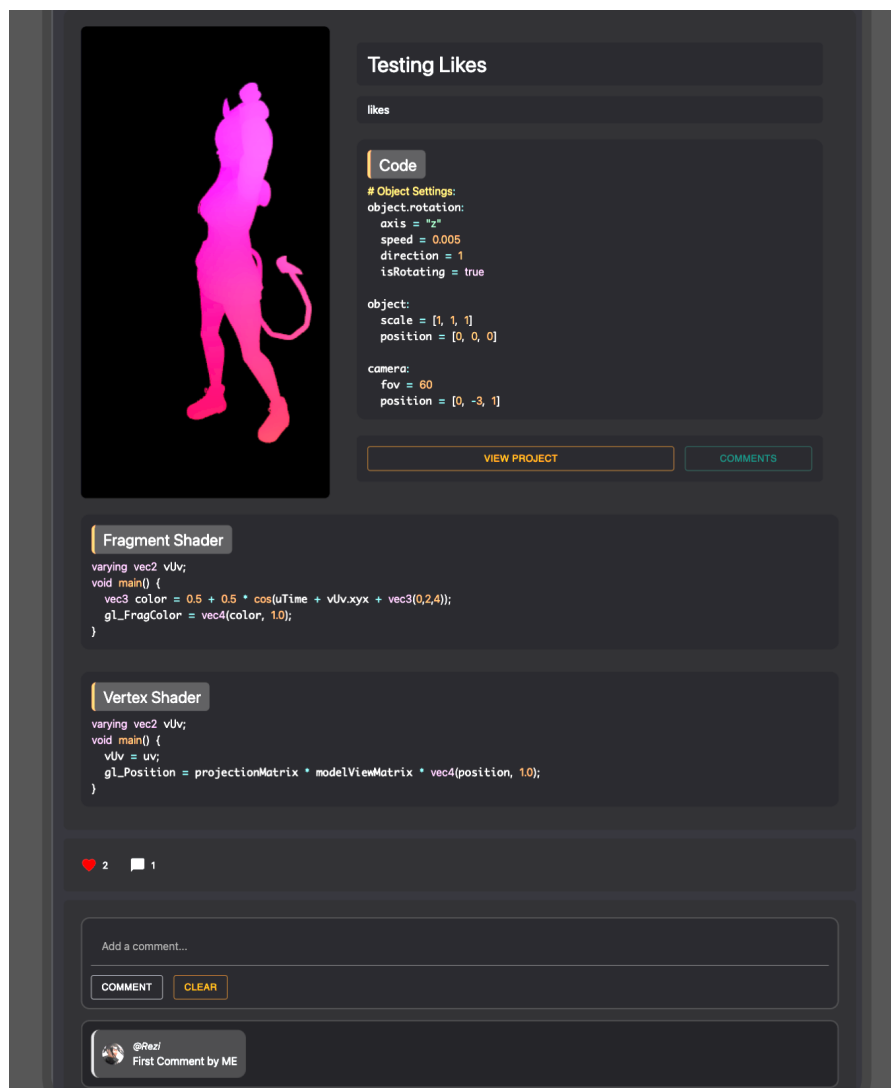 Testing Likes
likes
Code
# Object Settings:
object.rotation:
axis = "z"
speed = 0.005
direction = 1
isRotating = true
object:
scale = [1, 1, 1]
position = [0, 0, 0]
camera:
fov = 60
position = [0, -3, 1]
VIEW PROJECT
COMMENTS
Fragment Shader
varying vec2 vUv;
void main() {
vec3 color = 0.5 + 0.5 * cos(uTime + vUv.xyx + vec3(0,2,4));
gl_FragColor = vec4(color, 1.0);
}
Vertex Shader
varying vec2 vUv;
void main() {
vUv = uv;
gl_Position = projectionMatrix * modelViewMatrix * vec4(position, 1.0);
}
2
1
Add a comment...
COMMENT
CLEAR
@Rezi
First Comment by ME